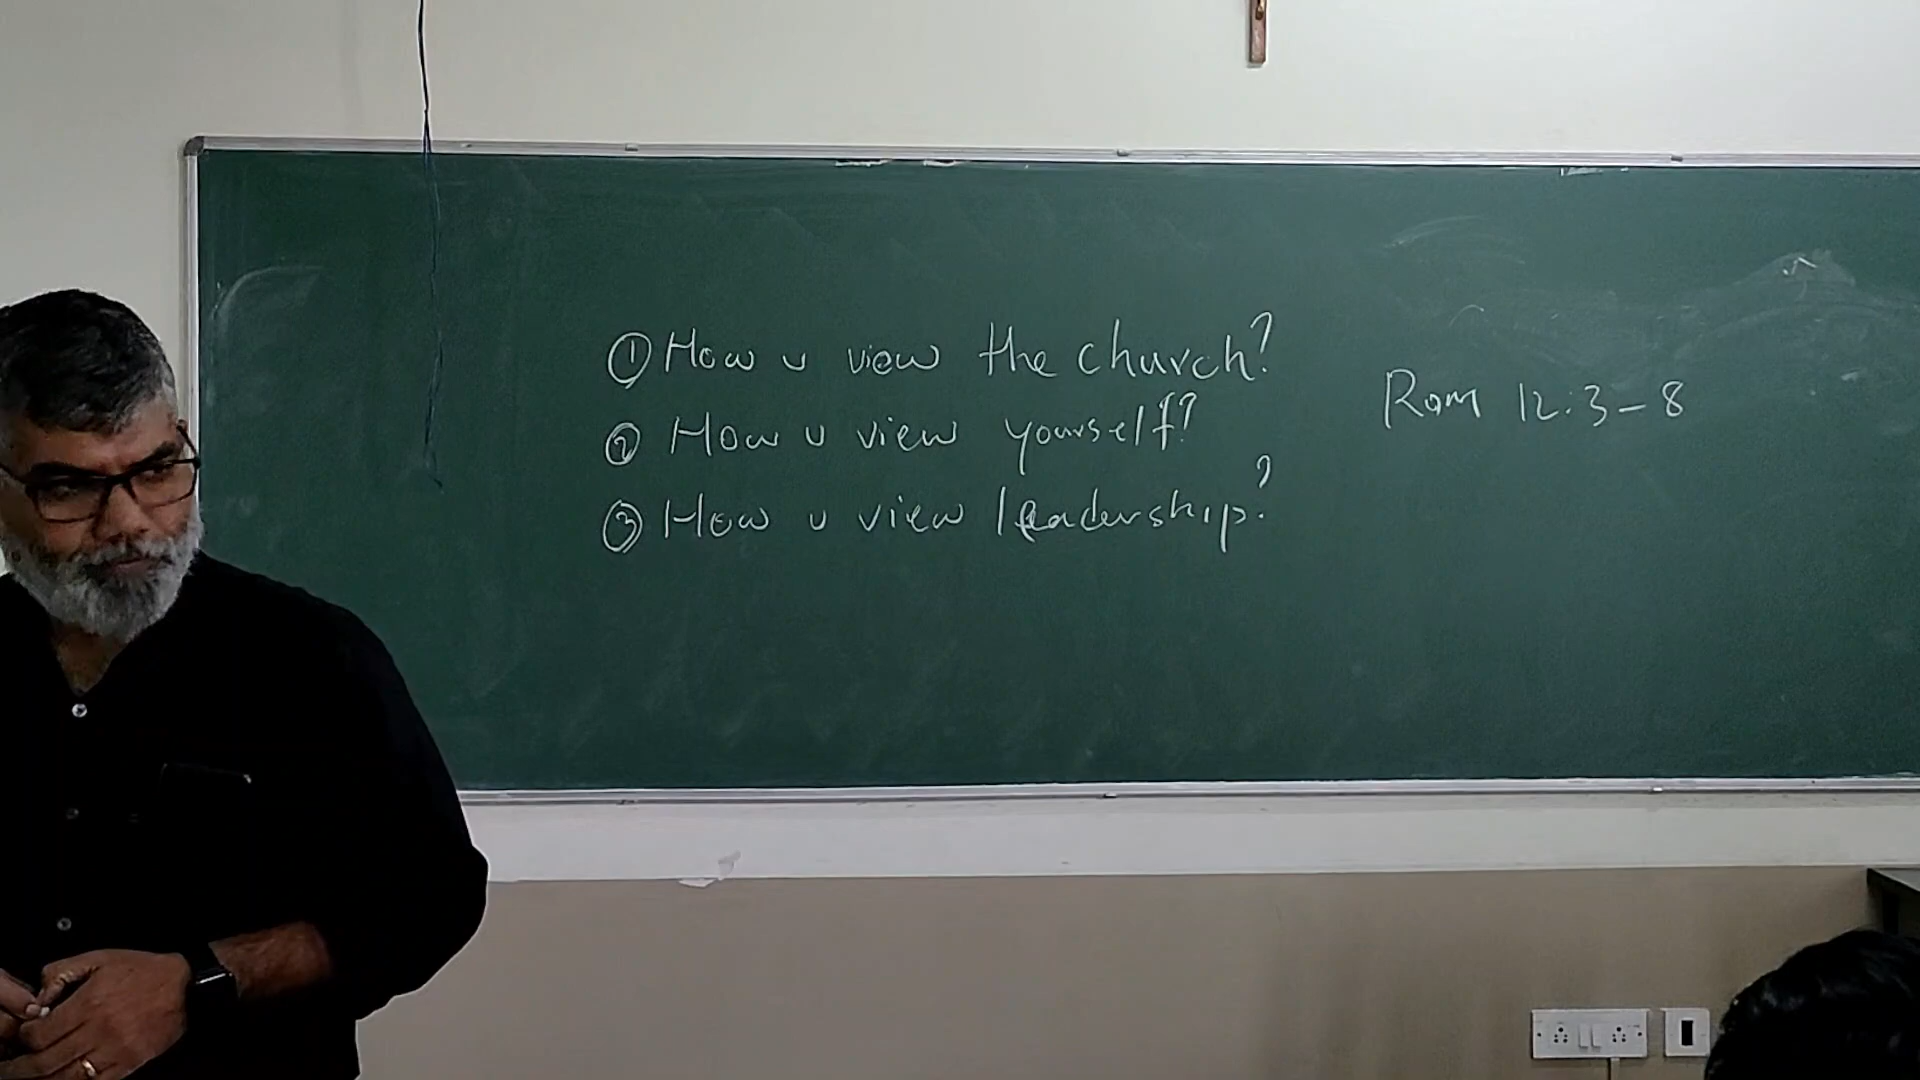 ① How u view the church?
② How u view yourself?
③ How u view leadership?
Rom 12:3-8